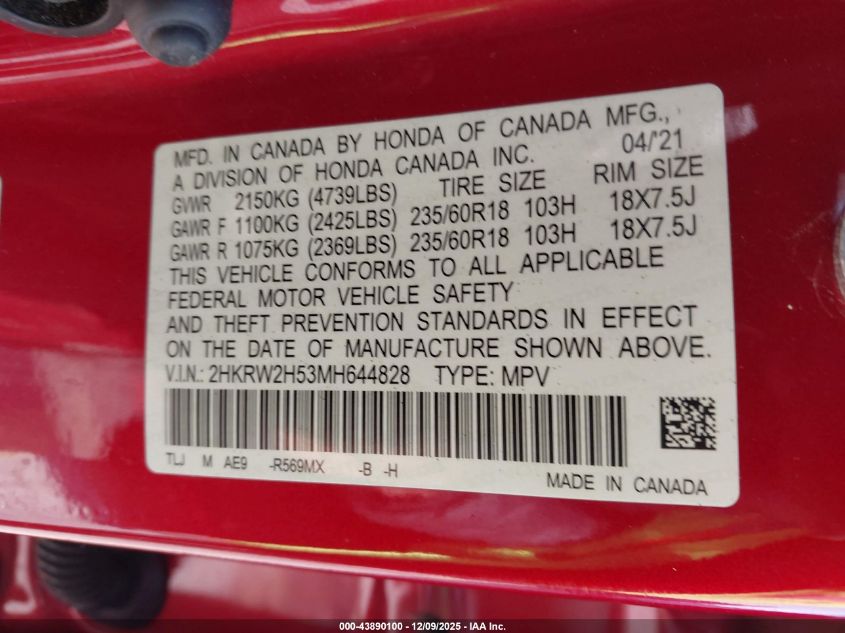 MFD. IN CANADA BY HONDA OF CANADA MFG.,
A DIVISION OF HONDA CANADA INC. 04/'21
GVWR 2150KG (4739LBS) TIRE SIZE RIM SIZE
GAWR F 1100KG (2425LBS) 235/60R18 103H 18X7.5J
GAWR R 1075KG (2369LBS) 235/60R18 103H 18X7.5J
THIS VEHICLE CONFORMS TO ALL APPLICABLE
FEDERAL MOTOR VEHICLE SAFETY
AND THEFT PREVENTION STANDARDS IN EFFECT
ON THE DATE OF MANUFACTURE SHOWN ABOVE.
V.I.N.: 2HKRW2H53MH644828 TYPE: MPV
TLJ M AE9 -R569MX -B -H
MADE IN CANADA
000-43890100 - 12/09/2025 - IAA Inc.